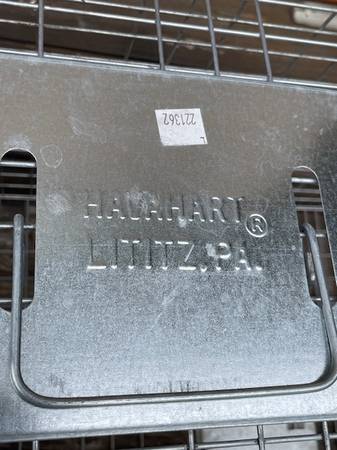 L
221362
HAVAHART
®
LITITZ, PA.